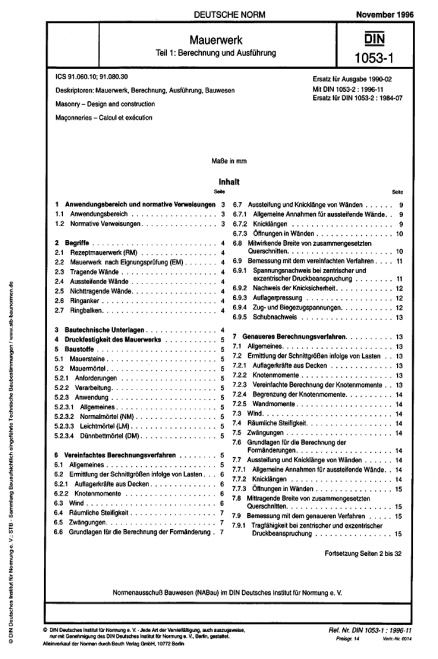 DEUTSCHE NORM
November 1996
Mauerwerk
Teil 1: Berechnung und Ausführung
DIN
1053-1
ICS 91.060.10; 91.080.30
Deskriptoren: Mauerwerk, Berechnung, Ausführung, Bauwesen
Masonry – Design and construction
Maçonneries – Calcul et exécution
Ersatz für Ausgabe 1990-02
Mit DIN 1053-2 : 1996-11
Ersatz für DIN 1053-2 : 1984-07
Maße in mm
Inhalt
Seite
1 Anwendungsbereich und normative Verweisungen 3
1.1 Anwendungsbereich . . . 3
1.2 Normative Verweisungen . . . 3
2 Begriffe . . . 4
2.1 Rezeptmauerwerk (RM) . . . 4
2.2 Mauerwerk nach Eignungsprüfung (EM) . . . 4
2.3 Tragende Wände . . . 4
2.4 Aussteifende Wände . . . 4
2.5 Nichttragende Wände . . . 4
2.6 Ringanker . . . 4
2.7 Ringbalken . . . 4
3 Bautechnische Unterlagen . . . 4
4 Druckfestigkeit des Mauerwerks . . . 5
5 Baustoffe . . . 5
5.1 Mauersteine . . . 5
5.2 Mauermörtel . . . 5
5.2.1 Anforderungen . . . 5
5.2.2 Verarbeitung . . . 5
5.2.3 Anwendung . . . 5
5.2.3.1 Allgemeines . . . 5
5.2.3.2 Normalmörtel (NM) . . . 5
5.2.3.3 Leichtmörtel (LM) . . . 5
5.2.3.4 Dünnbettmörtel (DM) . . . 5
6 Vereinfachtes Berechnungsverfahren . . . 5
6.1 Allgemeines . . . 5
6.2 Ermittlung der Schnittgrößen infolge von Lasten . . . 6
6.2.1 Auflagerkräfte aus Decken . . . 6
6.2.2 Knotenmomente . . . 6
6.3 Wind . . . 6
6.4 Räumliche Steifigkeit . . . 7
6.5 Zwängungen . . . 7
6.6 Grundlagen für die Berechnung der Formänderung . 7
Seite
6.7 Aussteifung und Knicklänge von Wänden . . . 9
6.7.1 Allgemeine Annahmen für aussteifende Wände . . 9
6.7.2 Knicklängen . . . 9
6.7.3 Öffnungen in Wänden . . . 10
6.8 Mitwirkende Breite von zusammengesetzten
Querschnitten . . . 10
6.9 Bemessung mit dem vereinfachten Verfahren . . . 11
6.9.1 Spannungsnachweis bei zentrischer und
exzentrischer Druckbeanspruchung . . . 11
6.9.2 Nachweis der Knicksicherheit . . . 12
6.9.3 Auflagerpressung . . . 12
6.9.4 Zug- und Biegezugspannungen . . . 12
6.9.5 Schubnachweis . . . 13
7 Genaueres Berechnungsverfahren . . . 13
7.1 Allgemeines . . . 13
7.2 Ermittlung der Schnittgrößen infolge von Lasten . . 13
7.2.1 Auflagerkräfte aus Decken . . . 13
7.2.2 Knotenmomente . . . 13
7.2.3 Vereinfachte Berechnung der Knotenmomente . . 13
7.2.4 Begrenzung der Knotenmomente . . . 14
7.2.5 Wandmomente . . . 14
7.3 Wind . . . 14
7.4 Räumliche Steifigkeit . . . 14
7.5 Zwängungen . . . 14
7.6 Grundlagen für die Berechnung der
Formänderungen . . . 14
7.7 Aussteifung und Knicklänge von Wänden . . . 14
7.7.1 Allgemeine Annahmen für aussteifende Wände . . 14
7.7.2 Knicklängen . . . 14
7.7.3 Öffnungen in Wänden . . . 15
7.8 Mittragende Breite von zusammengesetzten
Querschnitten . . . 15
7.9 Bemessung mit dem genaueren Verfahren . . . 15
7.9.1 Tragfähigkeit bei zentrischer und exzentrischer
Druckbeanspruchung . . . 15
Fortsetzung Seiten 2 bis 32
Normenausschuß Bauwesen (NABau) im DIN Deutsches Institut für Normung e. V.
© DIN Deutsches Institut für Normung e. V. · Jede Art der Vervielfältigung, auch auszugsweise,
nur mit Genehmigung des DIN Deutsches Institut für Normung e. V., Berlin, gestattet.
Alleinverkauf der Normen durch Beuth Verlag GmbH, 10772 Berlin
Ref. Nr. DIN 1053-1 : 1996-11
Preisgr. 14 Vertr.-Nr. 0014
© DIN Deutsches Institut für Normung e. V.; STB - Sammlung Bauaufsichtlich eingeführte Technische Baubestimmungen / www.stb-baunormen.de